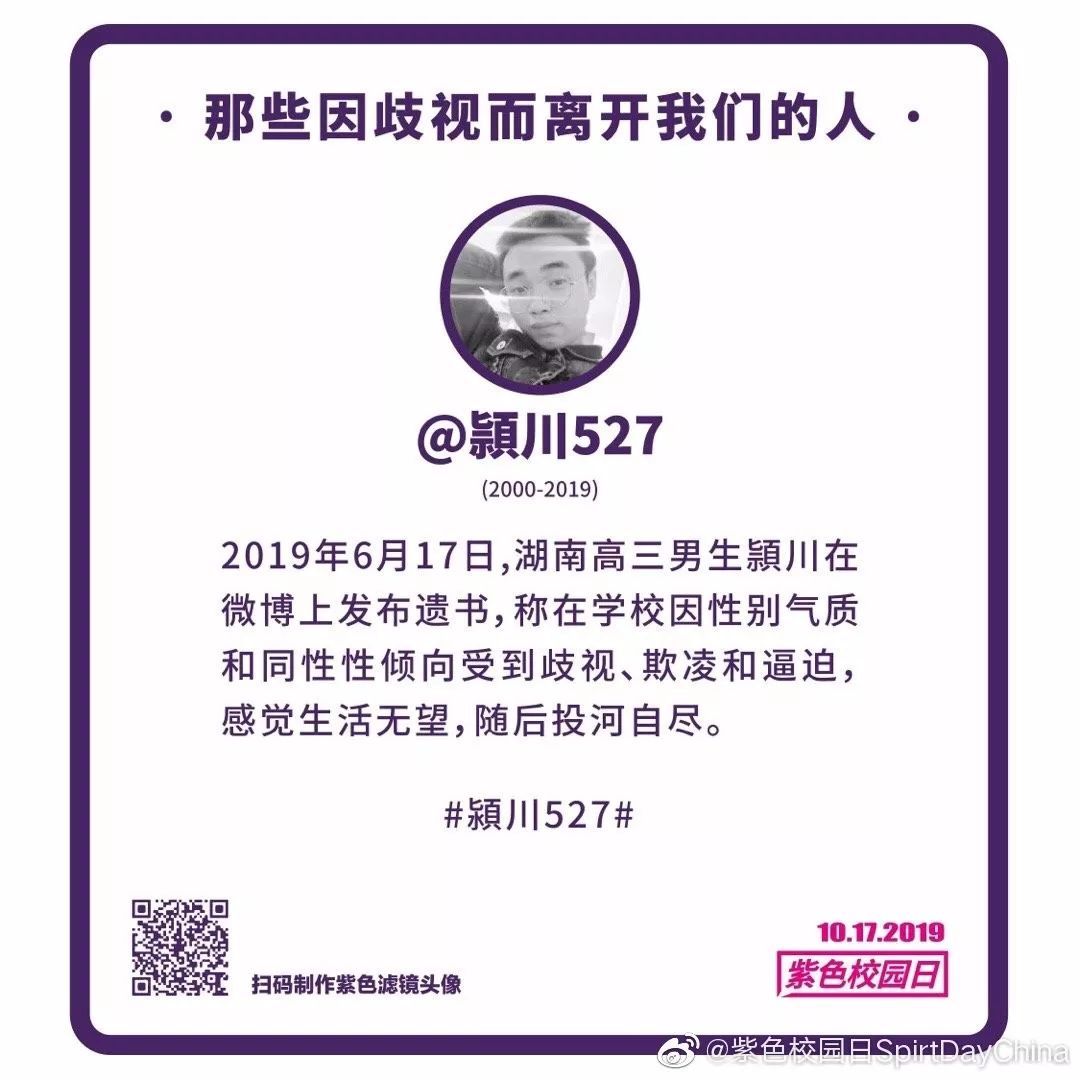 · 那些因歧视而离开我们的人 ·
@潁川527
(2000-2019)
2019年6月17日,湖南高三男生潁川在
微博上发布遗书,称在学校因性别气质
和同性性倾向受到歧视、欺凌和逼迫,
感觉生活无望,随后投河自尽。
#潁川527#
扫码制作紫色滤镜头像
10.17.2019
紫色校园日
@紫色校园日SpirtDayChina